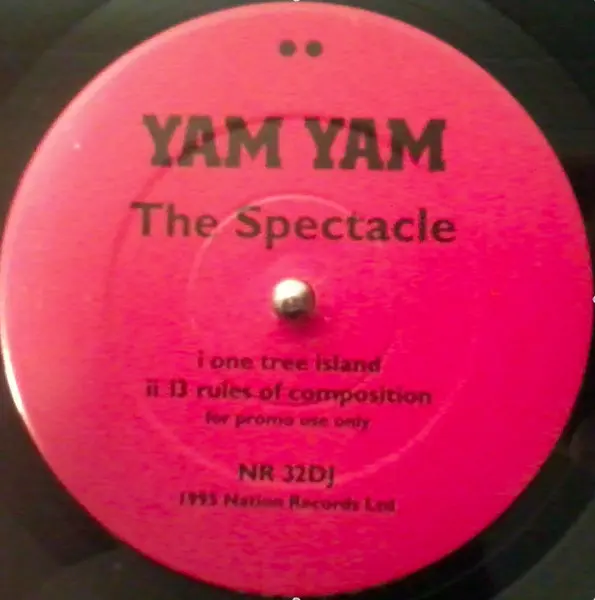 YAM YAM
The Spectacle
i one tree island
ii 13 rules of composition
for promo use only
NR 32DJ
1995 Nation Records Ltd